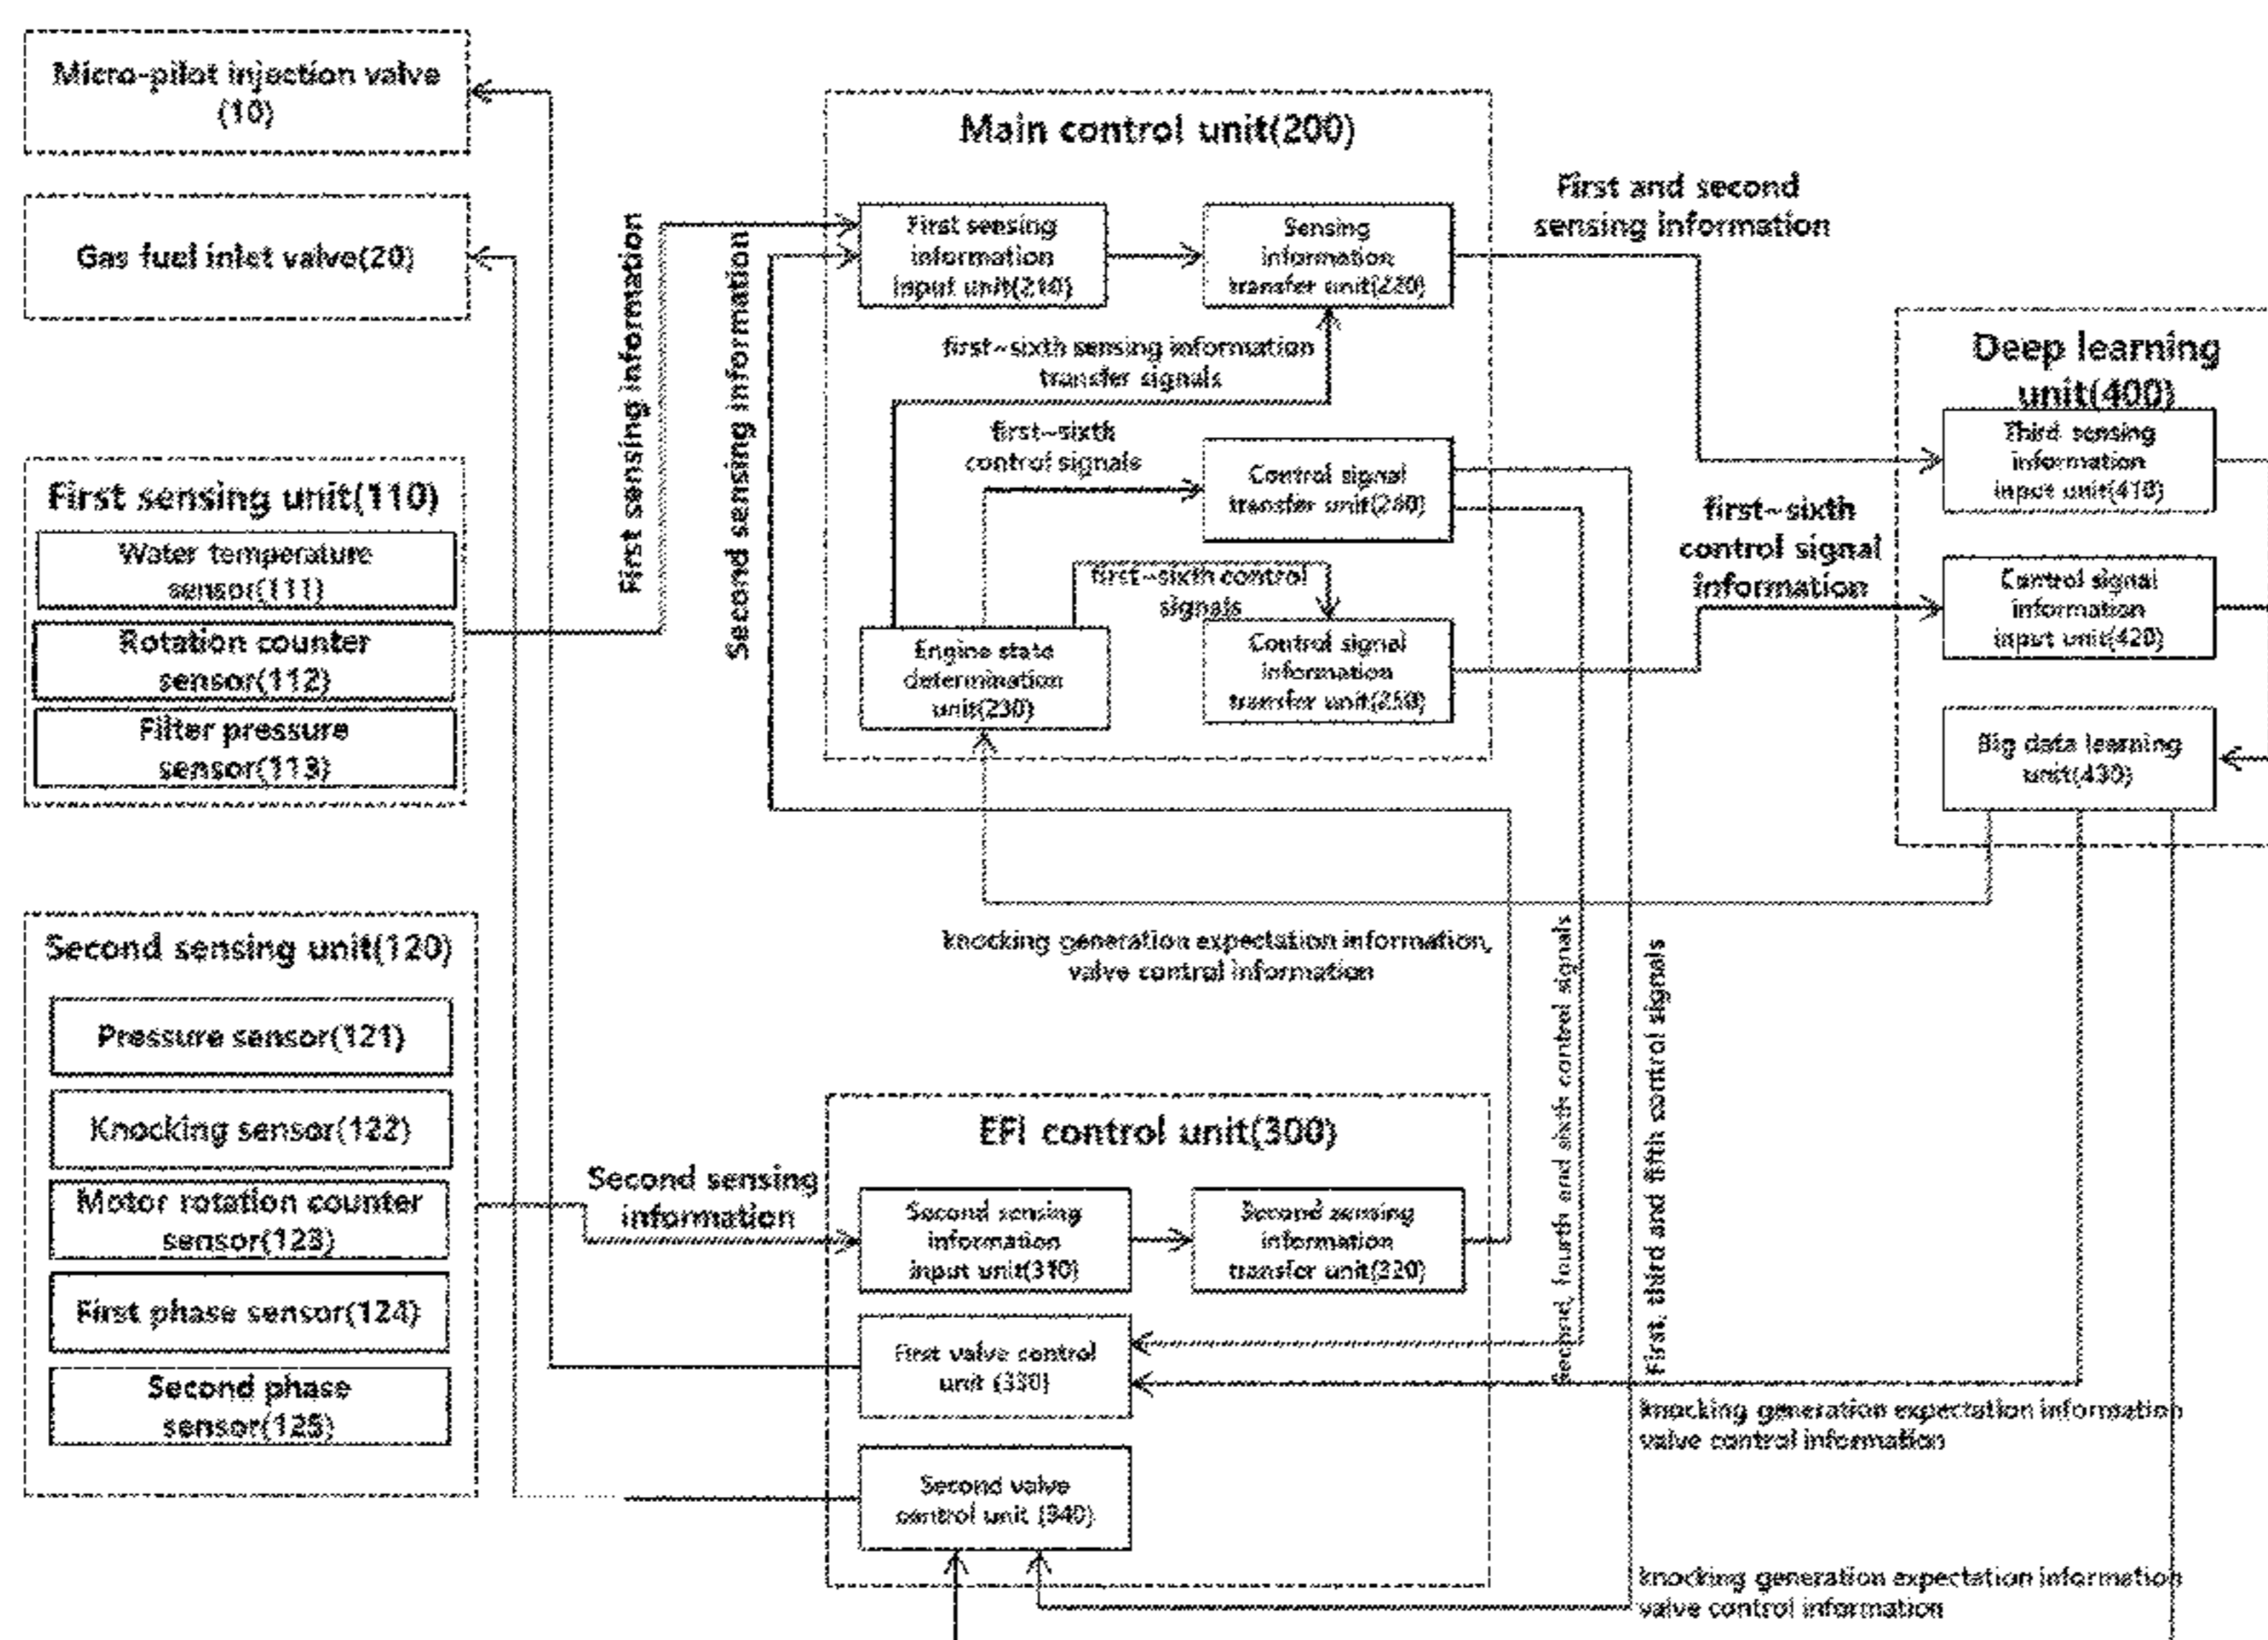 Micro-pilot injection valve
(10)
Gas fuel inlet valve(20)
First sensing unit(110)
Water temperature
sensor(111)
Rotation counter
sensor(112)
Filter pressure
sensor(113)
Second sensing unit(120)
Pressure sensor(121)
Knocking sensor(122)
Motor rotation counter
sensor(123)
First phase sensor(124)
Second phase
sensor(125)
First sensing information
Second sensing information
Second sensing
information
Main control unit(200)
First sensing
information
input unit(210)
Sensing
information
transfer unit(220)
first~sixth sensing information
transfer signals
first~sixth
control signals
Control signal
transfer unit(240)
first~sixth control
signals
Engine state
determination
unit(230)
Control signal
information
transfer unit(250)
First and second
sensing information
first~sixth
control signal
information
Deep learning
unit(400)
Third sensing
information
input unit(410)
Control signal
information
input unit(420)
Big data learning
unit(430)
knocking generation expectation information,
valve control information
second, fourth and sixth control signals
First, third and fifth control signals
EFI control unit(300)
Second sensing
information
input unit(310)
Second sensing
information
transfer unit(320)
First valve control
unit (330)
Second valve
control unit (340)
knocking generation expectation information
valve control information
knocking generation expectation information
valve control information